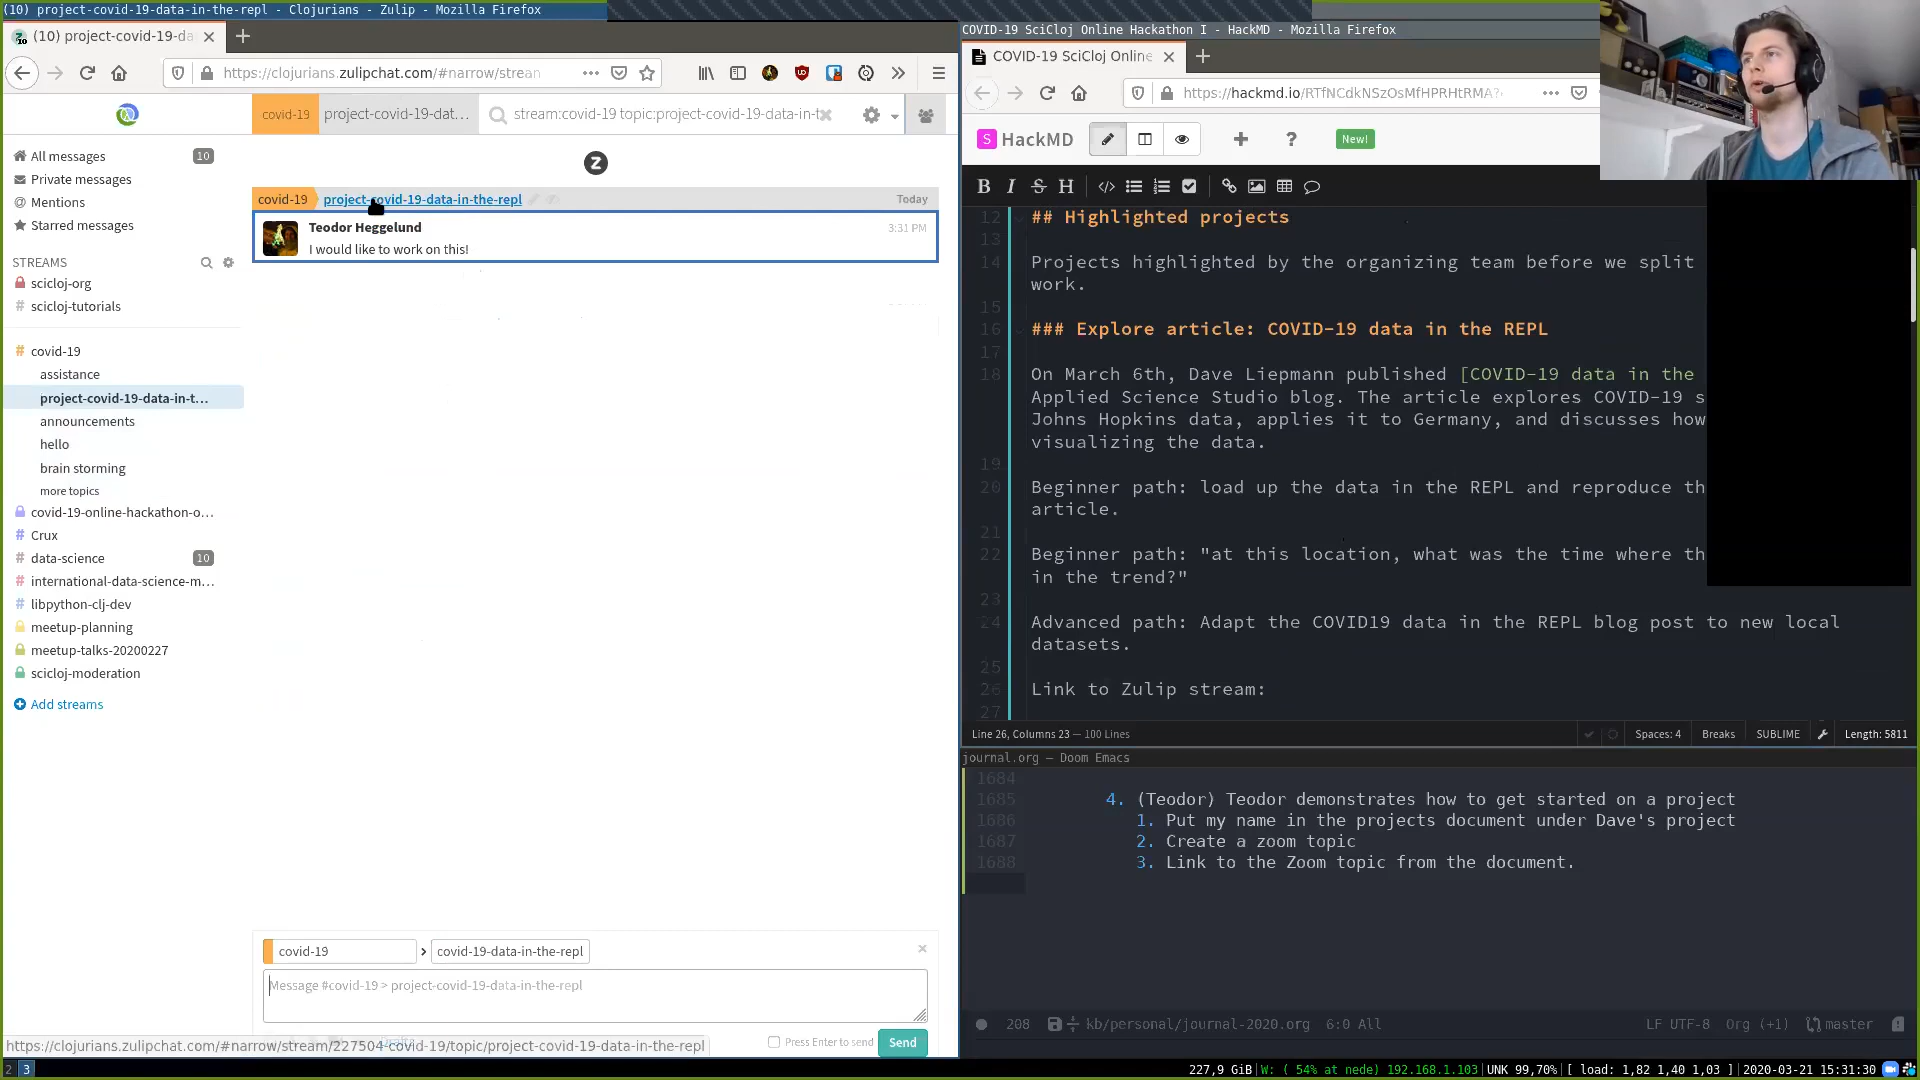 (10) project-covid-19-data-in-the-repl - Clojurians - Zulip - Mozilla Firefox
(10) project-covid-19-da
https://clojurians.zulipchat.com/#narrow/strean
covid-19
project-covid-19-dat...
stream:covid-19 topic:project-covid-19-data-in-t
All messages 10
Private messages
Mentions
Starred messages
STREAMS
scicloj-org
scicloj-tutorials
covid-19
assistance
project-covid-19-data-in-t...
announcements
hello
brain storming
more topics
covid-19-online-hackathon-o...
Crux
data-science 10
international-data-science-m...
libpython-clj-dev
meetup-planning
meetup-talks-20200227
scicloj-moderation
Add streams
covid-19 project-covid-19-data-in-the-repl Today
Teodor Heggelund 3:31 PM
I would like to work on this!
covid-19 > covid-19-data-in-the-repl
Message #covid-19 > project-covid-19-data-in-the-repl
Press Enter to send Send
https://clojurians.zulipchat.com/#narrow/stream/227504-covid-19/topic/project-covid-19-data-in-the-repl
2 3
COVID-19 SciCloj Online Hackathon I - HackMD - Mozilla Firefox
COVID-19 SciCloj Online
https://hackmd.io/RTfNCdkNSzOsMfHPRHtRMA?
HackMD
New!
12 ## Highlighted projects
13
14 Projects highlighted by the organizing team before we split
work.
15
16 ### Explore article: COVID-19 data in the REPL
17
18 On March 6th, Dave Liepmann published [COVID-19 data in the
Applied Science Studio blog. The article explores COVID-19 s
Johns Hopkins data, applies it to Germany, and discusses how
visualizing the data.
19
20 Beginner path: load up the data in the REPL and reproduce th
article.
21
22 Beginner path: "at this location, what was the time where th
in the trend?"
23
24 Advanced path: Adapt the COVID19 data in the REPL blog post to new local
datasets.
25
26 Link to Zulip stream:
27
Line 26, Columns 23 — 100 Lines
Spaces: 4 Breaks SUBLIME Length: 5811
journal.org — Doom Emacs
1684
1685 4. (Teodor) Teodor demonstrates how to get started on a project
1686 1. Put my name in the projects document under Dave's project
1687 2. Create a zoom topic
1688 3. Link to the Zoom topic from the document.
208 kb/personal/journal-2020.org 6:0 All
LF UTF-8 Org (+1) master
227,9 GiB|W: ( 54% at nede) 192.168.1.103|UNK 99,70%|[ load: 1,82 1,40 1,03 ]|2020-03-21 15:31:30